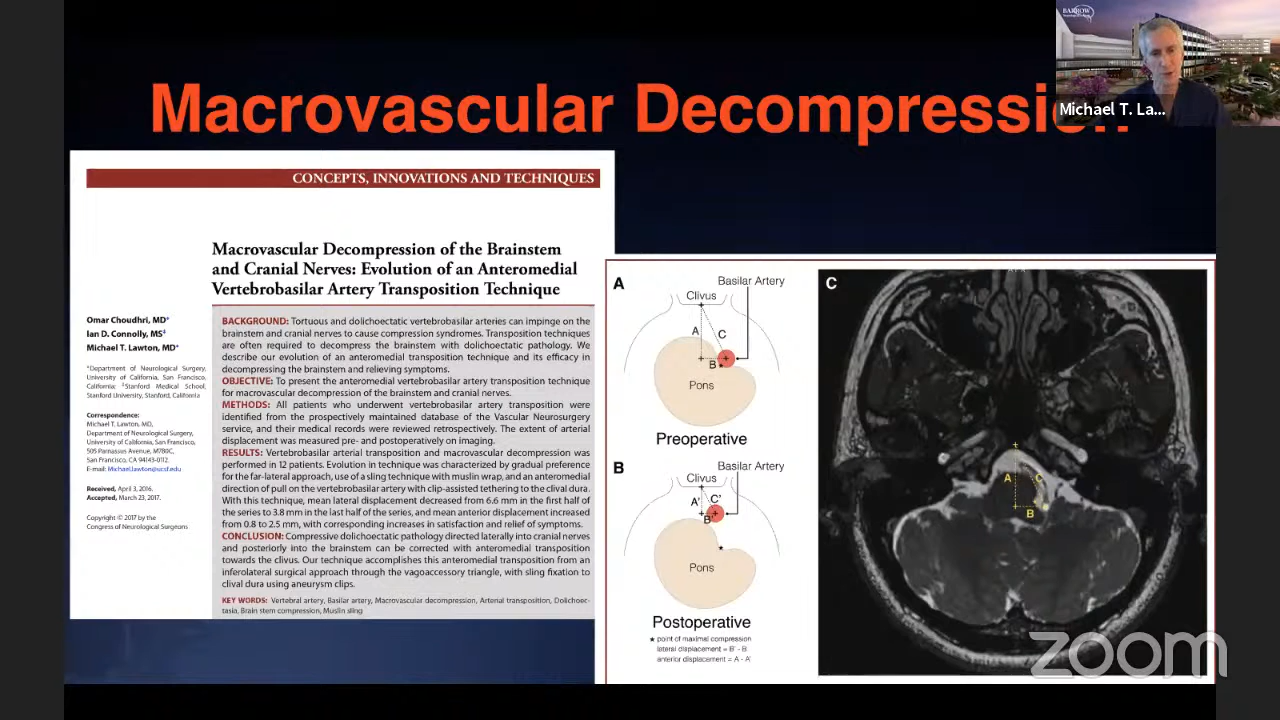 BARROW
Macrovascular Decompression
Michael T. La...
CONCEPTS, INNOVATIONS AND TECHNIQUES
Macrovascular Decompression of the Brainstem
and Cranial Nerves: Evolution of an Anteromedial
Vertebrobasilar Artery Transposition Technique
Omar Choudhri, MD*
Ian D. Connolly, MS‡
Michael T. Lawton, MD*
*Department of Neurological Surgery,
University of California, San Francisco,
California; ‡Stanford Medical School,
Stanford University, Stanford, California
Correspondence:
Michael T. Lawton, MD,
Department of Neurological Surgery,
University of California, San Francisco,
505 Parnassus Avenue, M780C,
San Francisco, CA 94143-0112.
E-mail: Michael.lawton@ucsf.edu
Received, April 3, 2016.
Accepted, March 23, 2017.
Copyright © 2017 by the
Congress of Neurological Surgeons
BACKGROUND: Tortuous and dolichoectatic vertebrobasilar arteries can impinge on the
brainstem and cranial nerves to cause compression syndromes. Transposition techniques
are often required to decompress the brainstem with dolichoectatic pathology. We
describe our evolution of an anteromedial transposition technique and its efficacy in
decompressing the brainstem and relieving symptoms.
OBJECTIVE: To present the anteromedial vertebrobasilar artery transposition technique
for macrovascular decompression of the brainstem and cranial nerves.
METHODS: All patients who underwent vertebrobasilar artery transposition were
identified from the prospectively maintained database of the Vascular Neurosurgery
service, and their medical records were reviewed retrospectively. The extent of arterial
displacement was measured pre- and postoperatively on imaging.
RESULTS: Vertebrobasilar arterial transposition and macrovascular decompression was
performed in 12 patients. Evolution in technique was characterized by gradual preference
for the far-lateral approach, use of a sling technique with muslin wrap, and an anteromedial
direction of pull on the vertebrobasilar artery with clip-assisted tethering to the clival dura.
With this technique, mean lateral displacement decreased from 6.6 mm in the first half of
the series to 3.8 mm in the last half of the series, and mean anterior displacement increased
from 0.8 to 2.5 mm, with corresponding increases in satisfaction and relief of symptoms.
CONCLUSION: Compressive dolichoectatic pathology directed laterally into cranial nerves
and posteriorly into the brainstem can be corrected with anteromedial transposition
towards the clivus. Our technique accomplishes this anteromedial transposition from an
inferolateral surgical approach through the vagoaccessory triangle, with sling fixation to
clival dura using aneurysm clips.
KEY WORDS: Vertebral artery, Basilar artery, Macrovascular decompression, Arterial transposition, Dolichoec-
tasia, Brain stem compression, Muslin sling
A
Basilar Artery
Clivus
A
C
B ★
Pons
Preoperative
B
Basilar Artery
Clivus
A' C'
B'
★
Pons
Postoperative
★ point of maximal compression
lateral displacement = B' - B
anterior displacement = A - A'
C
A
C
B
zoom